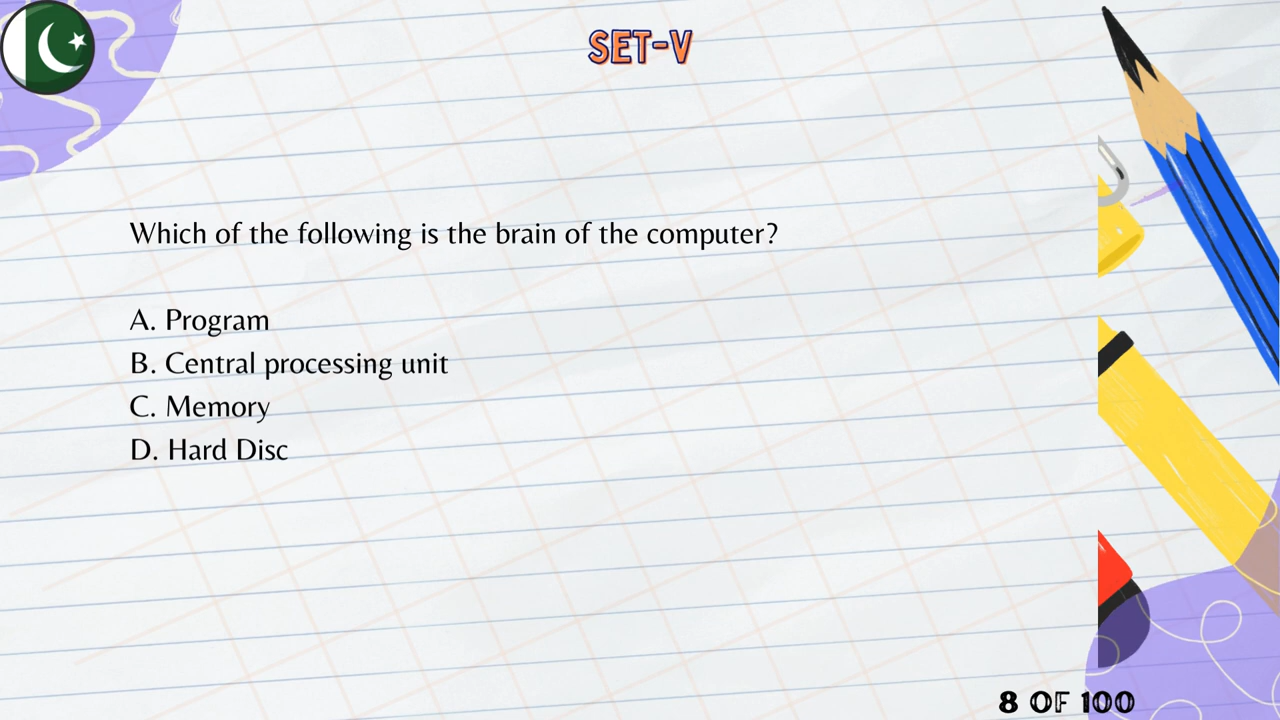 SET-V
Which of the following is the brain of the computer?
A. Program
B. Central processing unit
C. Memory
D. Hard Disc
8 OF 100